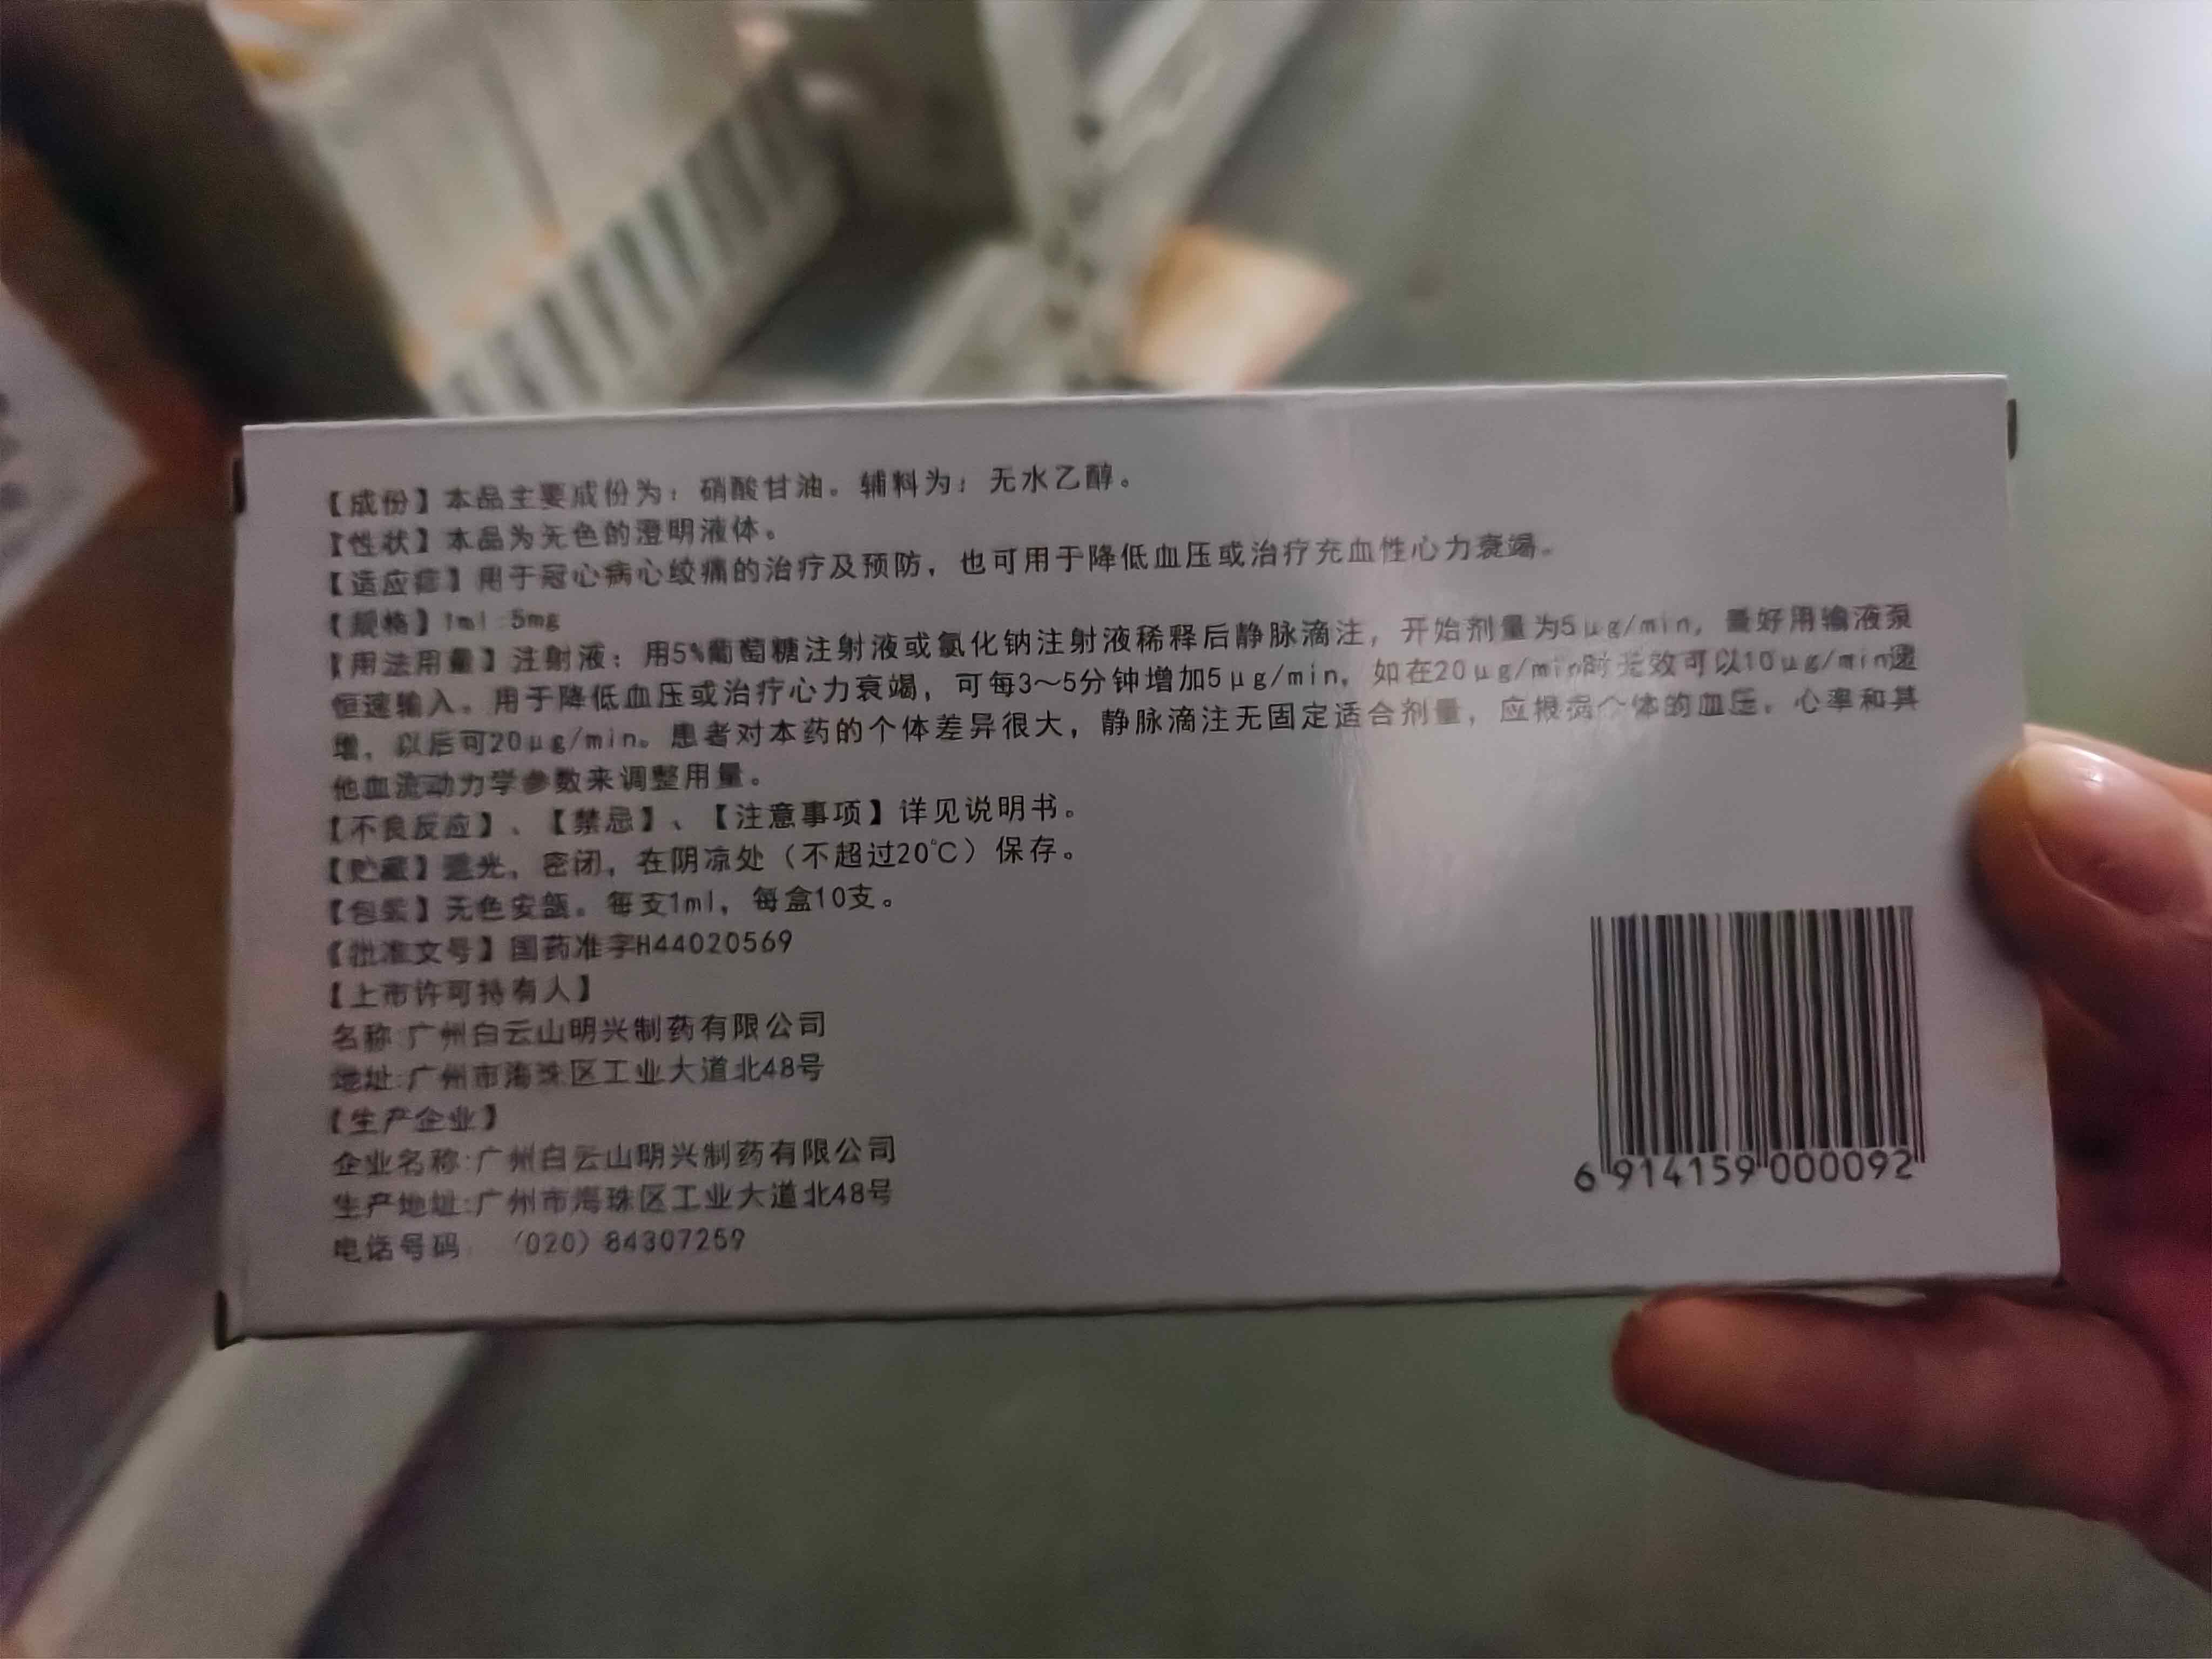 【成份】本品主要成份为：硝酸甘油。辅料为：无水乙醇。
【性状】本品为无色的澄明液体。
【适应症】用于冠心病心绞痛的治疗及预防，也可用于降低血压或治疗充血性心力衰竭。
【规格】1ml:5mg
【用法用量】注射液：用5%葡萄糖注射液或氯化钠注射液稀释后静脉滴注，开始剂量为5μg/min，最好用输液泵
恒速输入。用于降低血压或治疗心力衰竭，可每3～5分钟增加5μg/min，如在20μg/min时无效可以10μg/min递
增，以后可20μg/min。患者对本药的个体差异很大，静脉滴注无固定适合剂量，应根据个体的血压、心率和其
他血流动力学参数来调整用量。
【不良反应】、【禁忌】、【注意事项】详见说明书。
【贮藏】遮光，密闭，在阴凉处（不超过20℃）保存。
【包装】无色安瓿。每支1ml，每盒10支。
【批准文号】国药准字H44020569
【上市许可持有人】
名称:广州白云山明兴制药有限公司
地址:广州市海珠区工业大道北48号
【生产企业】
企业名称:广州白云山明兴制药有限公司
生产地址:广州市海珠区工业大道北48号
电话号码:（020）84307259
6 914159 000092